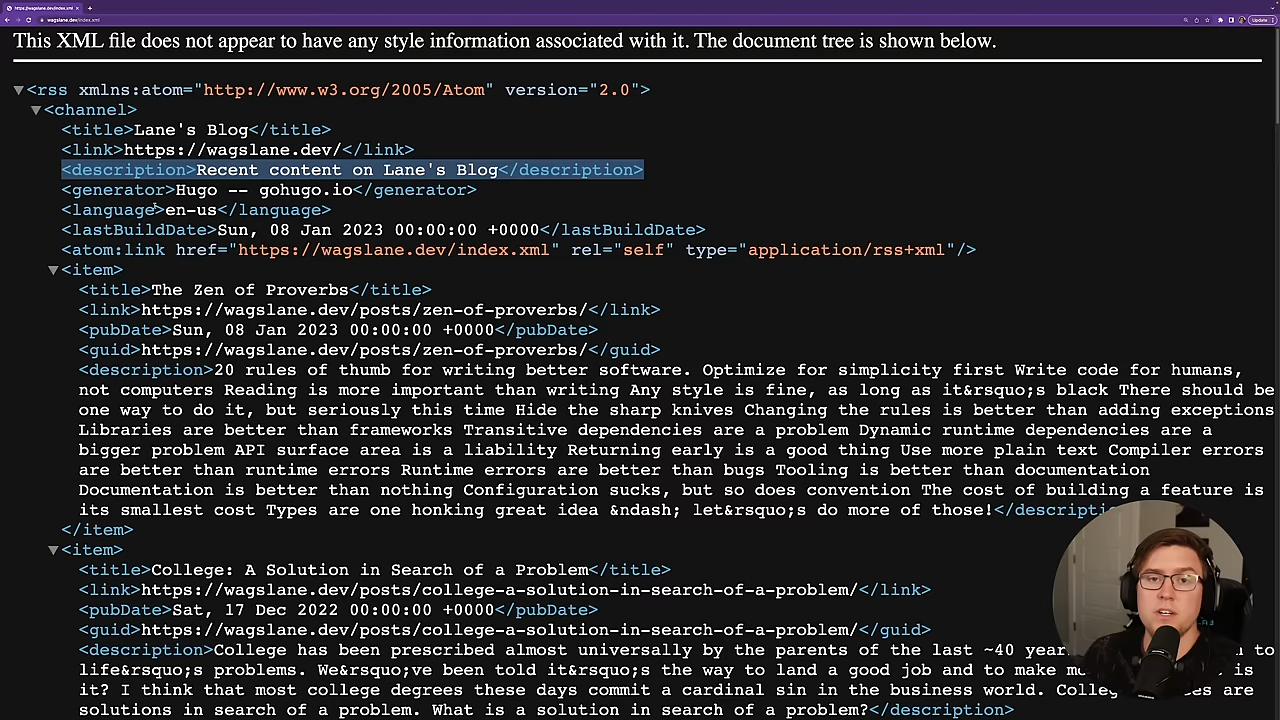 https://wagslane.dev/index.xml
wagslane.dev/index.xml
Update
This XML file does not appear to have any style information associated with it. The document tree is shown below.
<rss xmlns:atom="http://www.w3.org/2005/Atom" version="2.0">
<channel>
<title>Lane's Blog</title>
<link>https://wagslane.dev/</link>
<description>Recent content on Lane's Blog</description>
<generator>Hugo -- gohugo.io</generator>
<language>en-us</language>
<lastBuildDate>Sun, 08 Jan 2023 00:00:00 +0000</lastBuildDate>
<atom:link href="https://wagslane.dev/index.xml" rel="self" type="application/rss+xml"/>
<item>
<title>The Zen of Proverbs</title>
<link>https://wagslane.dev/posts/zen-of-proverbs/</link>
<pubDate>Sun, 08 Jan 2023 00:00:00 +0000</pubDate>
<guid>https://wagslane.dev/posts/zen-of-proverbs/</guid>
<description>20 rules of thumb for writing better software. Optimize for simplicity first Write code for humans,
not computers Reading is more important than writing Any style is fine, as long as it&rsquo;s black There should be
one way to do it, but seriously this time Hide the sharp knives Changing the rules is better than adding exceptions
Libraries are better than frameworks Transitive dependencies are a problem Dynamic runtime dependencies are a
bigger problem API surface area is a liability Returning early is a good thing Use more plain text Compiler errors
are better than runtime errors Runtime errors are better than bugs Tooling is better than documentation
Documentation is better than nothing Configuration sucks, but so does convention The cost of building a feature is
its smallest cost Types are one honking great idea &ndash; let&rsquo;s do more of those!</descripti
</item>
<item>
<title>College: A Solution in Search of a Problem</title>
<link>https://wagslane.dev/posts/college-a-solution-in-search-of-a-problem/</link>
<pubDate>Sat, 17 Dec 2022 00:00:00 +0000</pubDate>
<guid>https://wagslane.dev/posts/college-a-solution-in-search-of-a-problem/</guid>
<description>College has been prescribed almost universally by the parents of the last ~40 year to
life&rsquo;s problems. We&rsquo;ve been told it&rsquo;s the way to land a good job and to make is
it? I think that most college degrees these days commit a cardinal sin in the business world. are
solutions in search of a problem. What is a solution in search of a problem?</description>